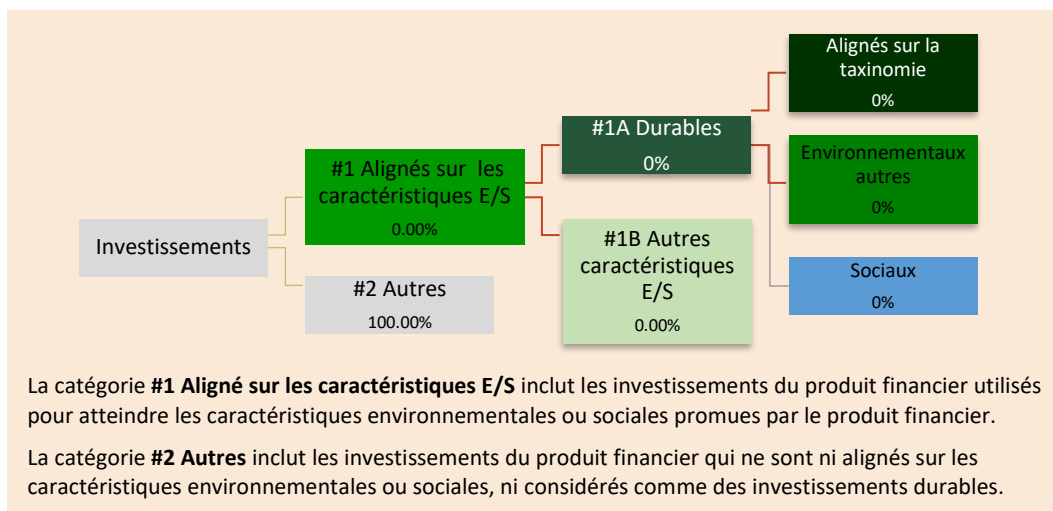 Investissements
#1 Alignés sur les
caractéristiques E/S
0.00%
#2 Autres
100.00%
#1A Durables
0%
#1B Autres
caractéristiques
E/S
0.00%
Alignés sur la
taxinomie
0%
Environnementaux
autres
0%
Sociaux
0%
La catégorie #1 Aligné sur les caractéristiques E/S inclut les investissements du produit financier utilisés
pour atteindre les caractéristiques environnementales ou sociales promues par le produit financier.
La catégorie #2 Autres inclut les investissements du produit financier qui ne sont ni alignés sur les
caractéristiques environnementales ou sociales, ni considérés comme des investissements durables.